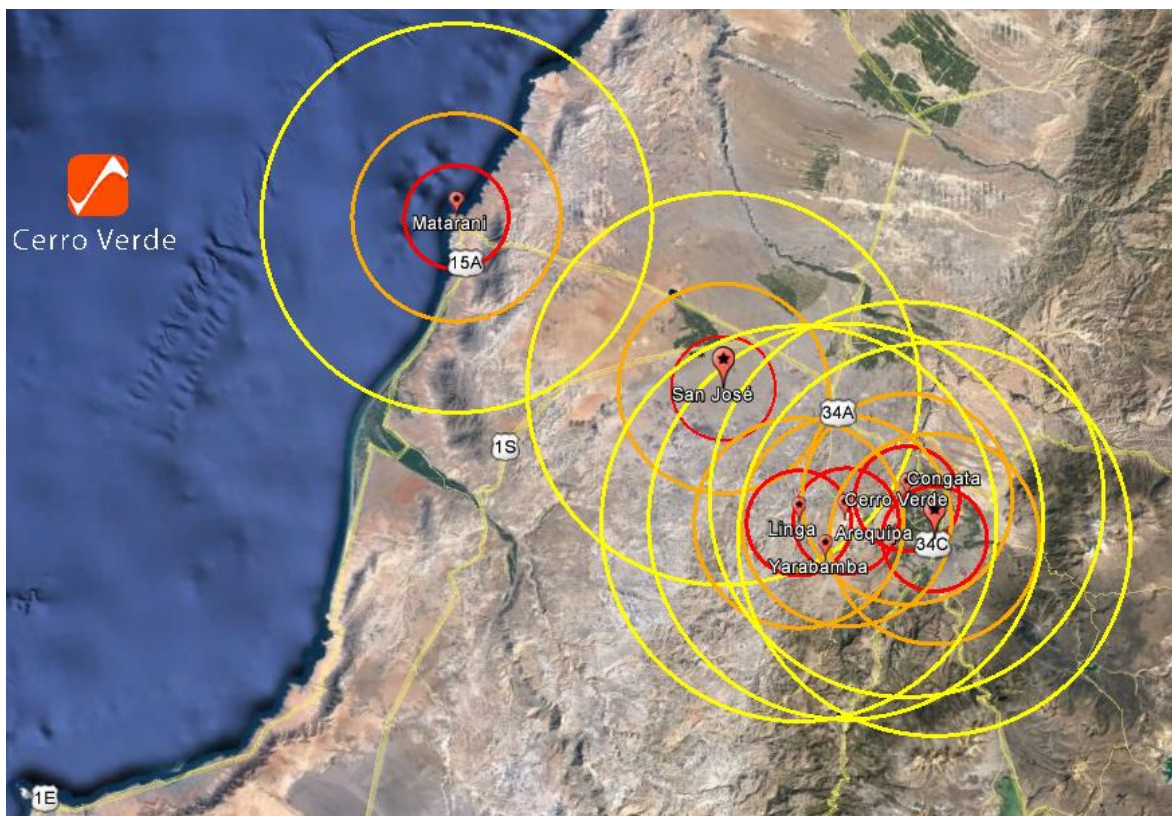 Cerro Verde
Matarani
15A
San José
34A
1S
Congata
Cerro Verde
Linga
Arequipa
34C
Yarabamba
1E